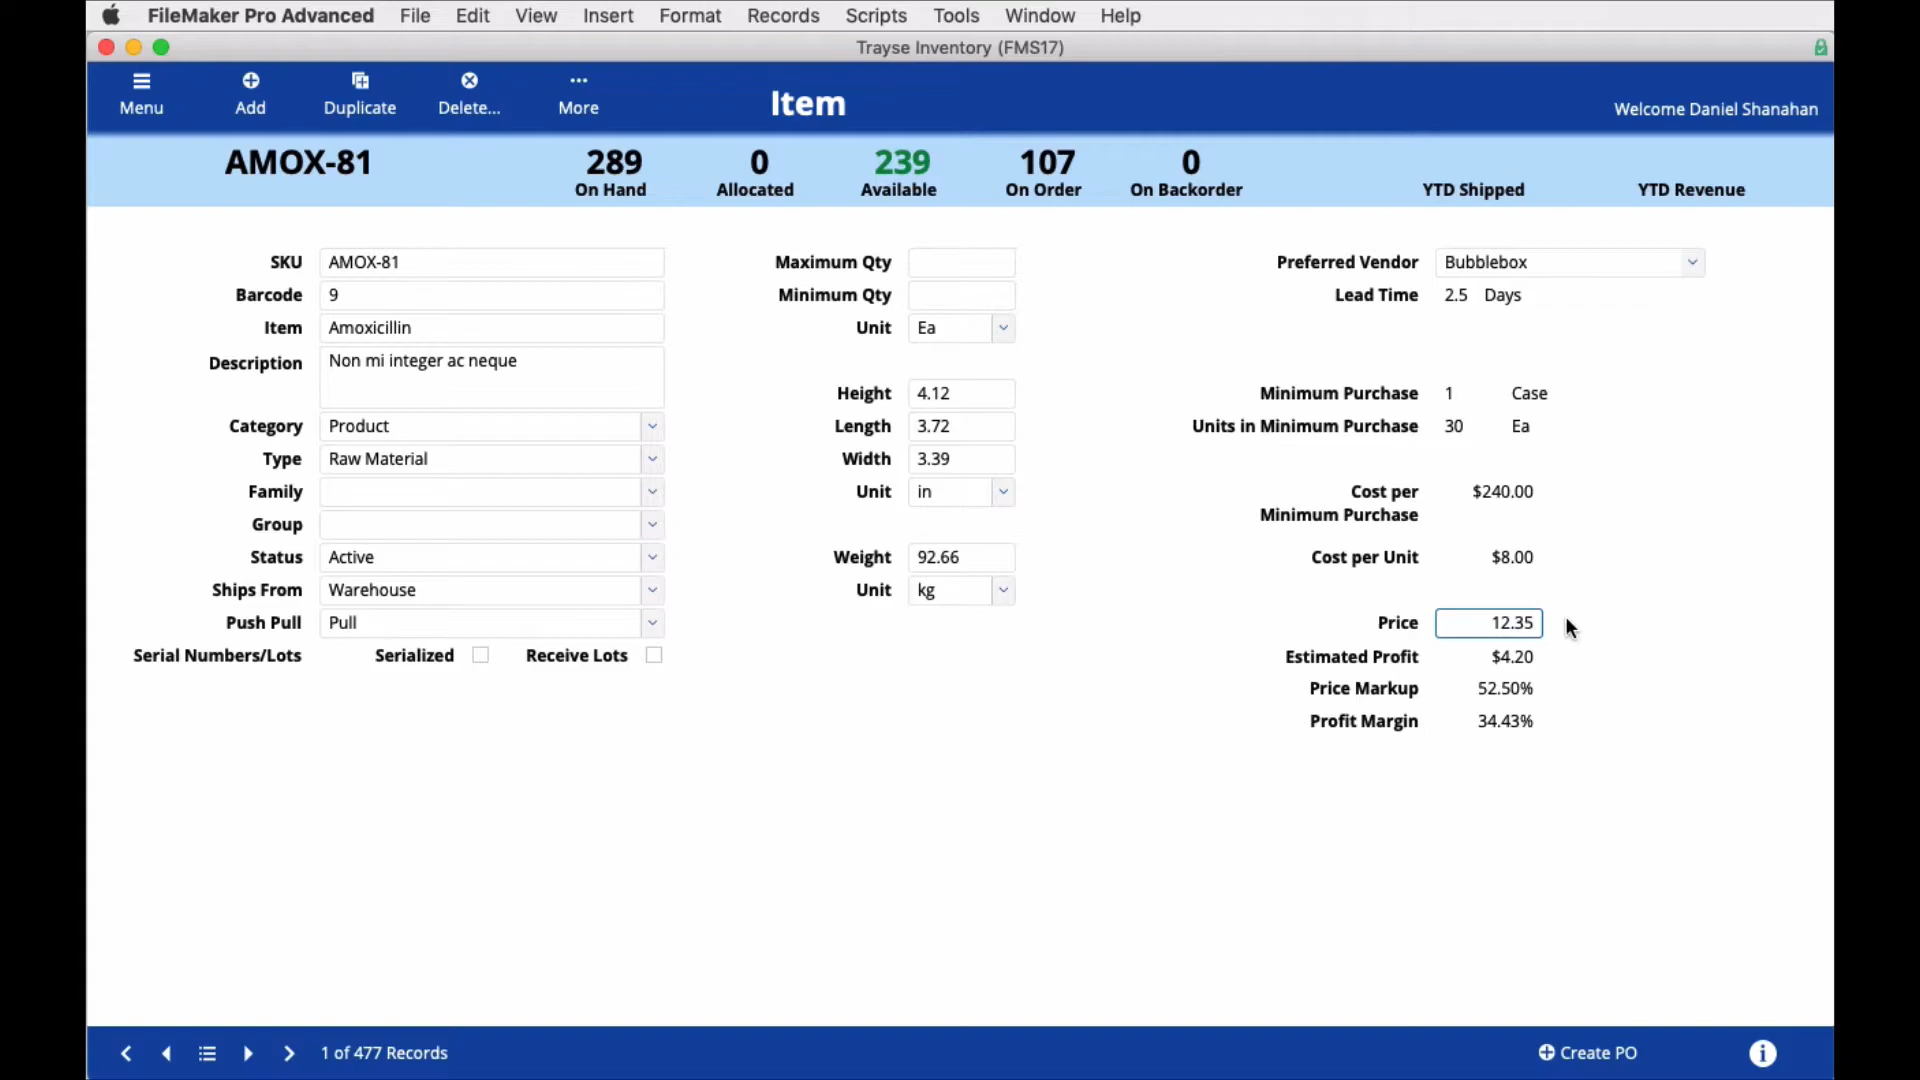 FileMaker Pro Advanced File Edit View Insert Format Records Scripts Tools Window Help
Trayse Inventory (FMS17)
Menu Add Duplicate Delete... More Item Welcome Daniel Shanahan
AMOX-81 289 0 239 107 0
On Hand Allocated Available On Order On Backorder YTD Shipped YTD Revenue
SKU AMOX-81
Barcode 9
Item Amoxicillin
Description Non mi integer ac neque
Category Product
Type Raw Material
Family
Group
Status Active
Ships From Warehouse
Push Pull Pull
Serial Numbers/Lots Serialized Receive Lots
Maximum Qty
Minimum Qty
Unit Ea
Height 4.12
Length 3.72
Width 3.39
Unit in
Weight 92.66
Unit kg
Preferred Vendor Bubblebox
Lead Time 2.5 Days
Minimum Purchase 1 Case
Units in Minimum Purchase 30 Ea
Cost per $240.00
Minimum Purchase
Cost per Unit $8.00
Price 12.35
Estimated Profit $4.20
Price Markup 52.50%
Profit Margin 34.43%
1 of 477 Records Create PO